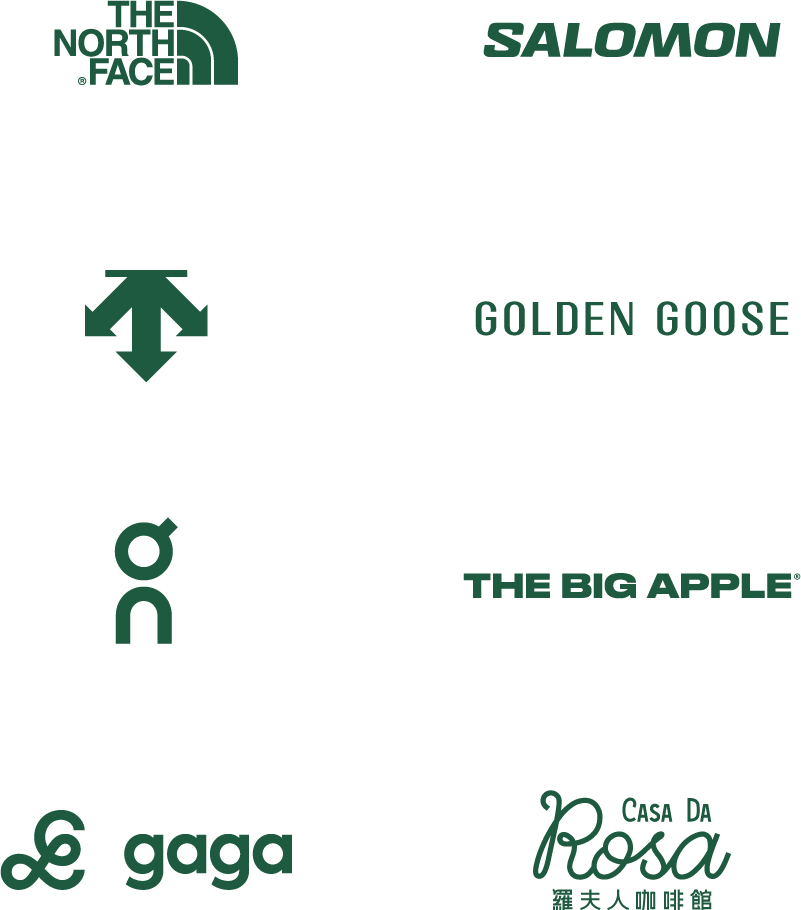 THE
NORTH
FACE
®
SALOMON
GOLDEN GOOSE
on
THE BIG APPLE®
gaga
CASA DA
Rosa
羅夫人咖啡館